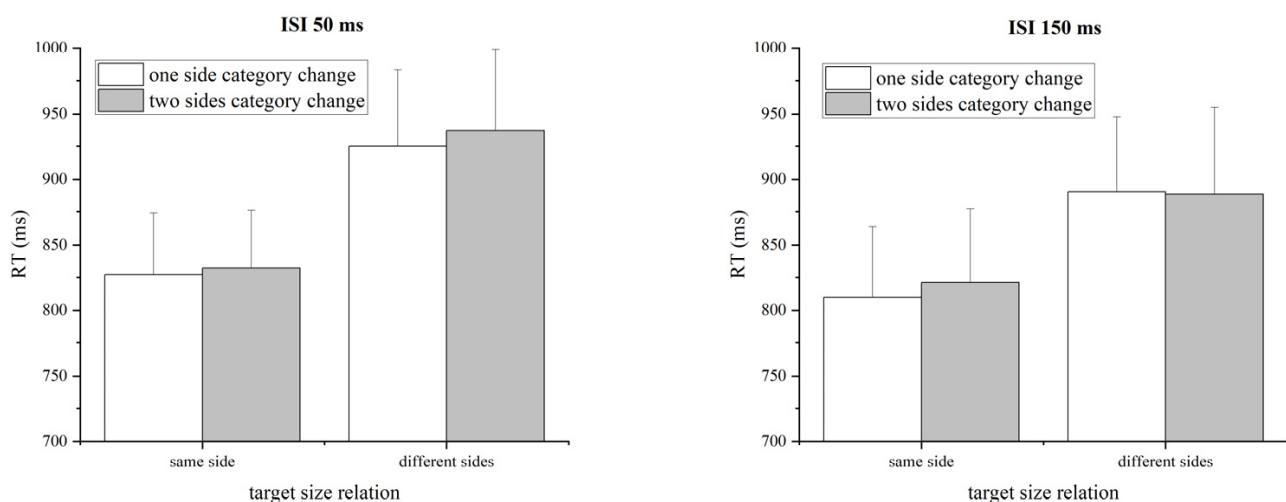 ISI 50 ms
1000
950
900
850
800
750
700
RT (ms)
one side category change
two sides category change
same side
different sides
target size relation
ISI 150 ms
1000
950
900
850
800
750
700
RT (ms)
one side category change
two sides category change
same side
different sides
target size relation